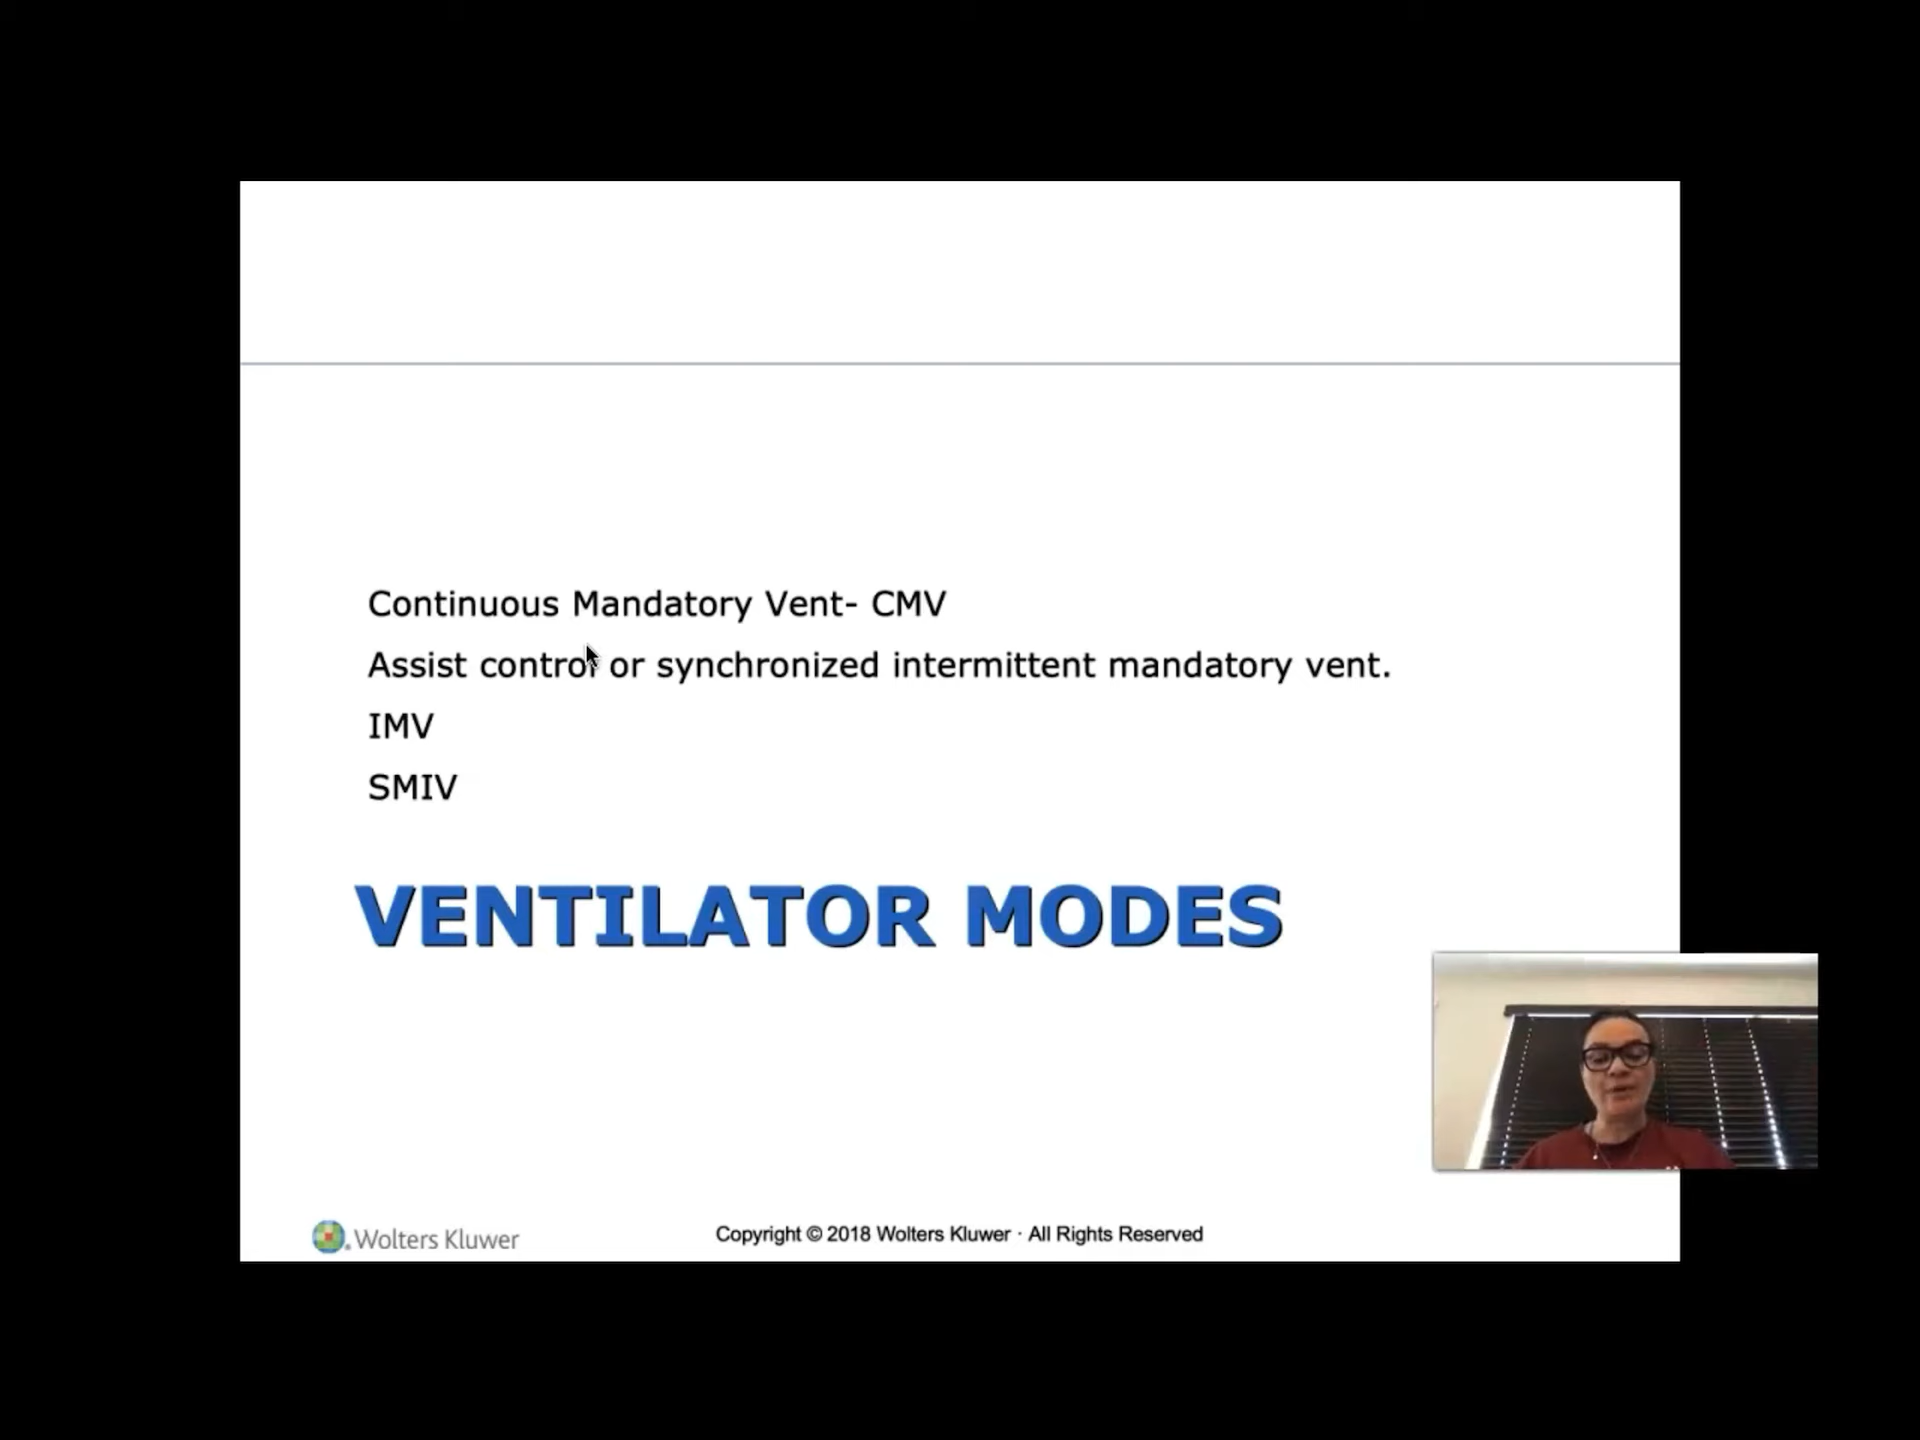 Continuous Mandatory Vent- CMV
Assist control or synchronized intermittent mandatory vent.
IMV
SMIV
VENTILATOR MODES
Wolters Kluwer
Copyright © 2018 Wolters Kluwer · All Rights Reserved